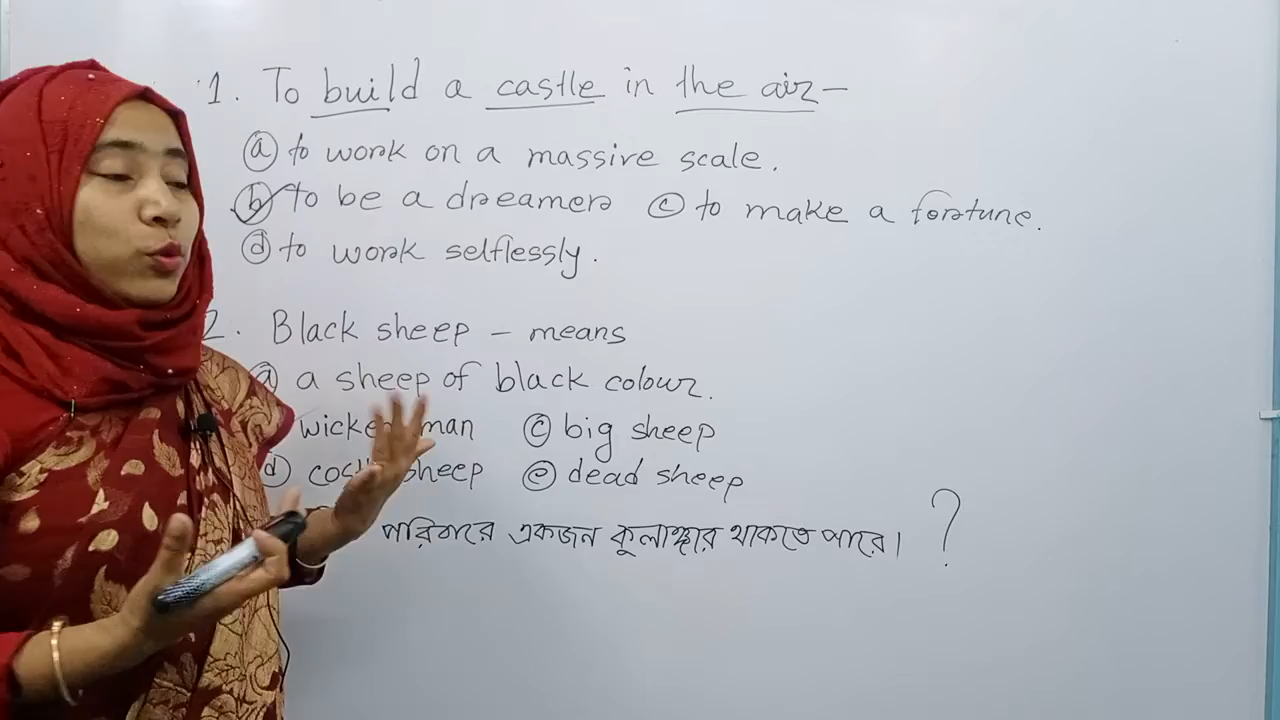 1. To build a castle in the air–
ⓐ to work on a massive scale.
ⓑ to be a dreamer ⓒ to make a fortune.
ⓓ to work selflessly.
2. Black sheep – means
ⓐ a sheep of black colour.
man ⓒ big sheep
ⓓ sheep ⓔ dead sheep
পরিবারে একজন কুলাঙ্গার থাকতে পারে। ?